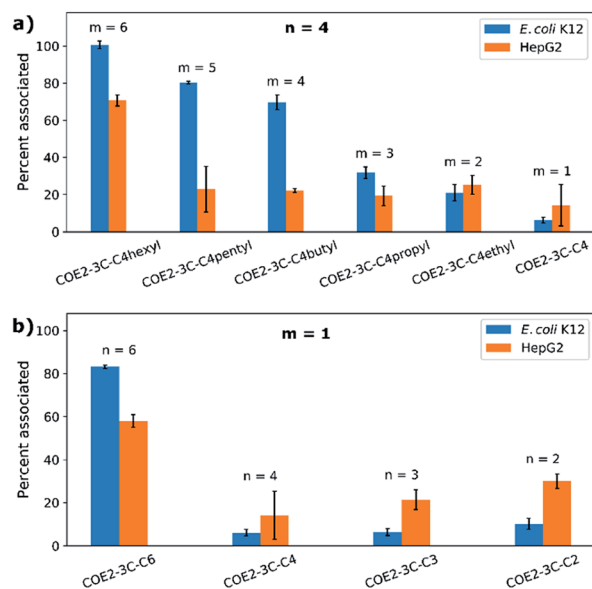 a)
n = 4
E. coli K12
HepG2
Percent associated
100
80
60
40
20
0
m = 6
m = 5
m = 4
m = 3
m = 2
m = 1
COE2-3C-C4hexyl
COE2-3C-C4pentyl
COE2-3C-C4butyl
COE2-3C-C4propyl
COE2-3C-C4ethyl
COE2-3C-C4
b)
m = 1
E. coli K12
HepG2
Percent associated
100
80
60
40
20
0
n = 6
n = 4
n = 3
n = 2
COE2-3C-C6
COE2-3C-C4
COE2-3C-C3
COE2-3C-C2